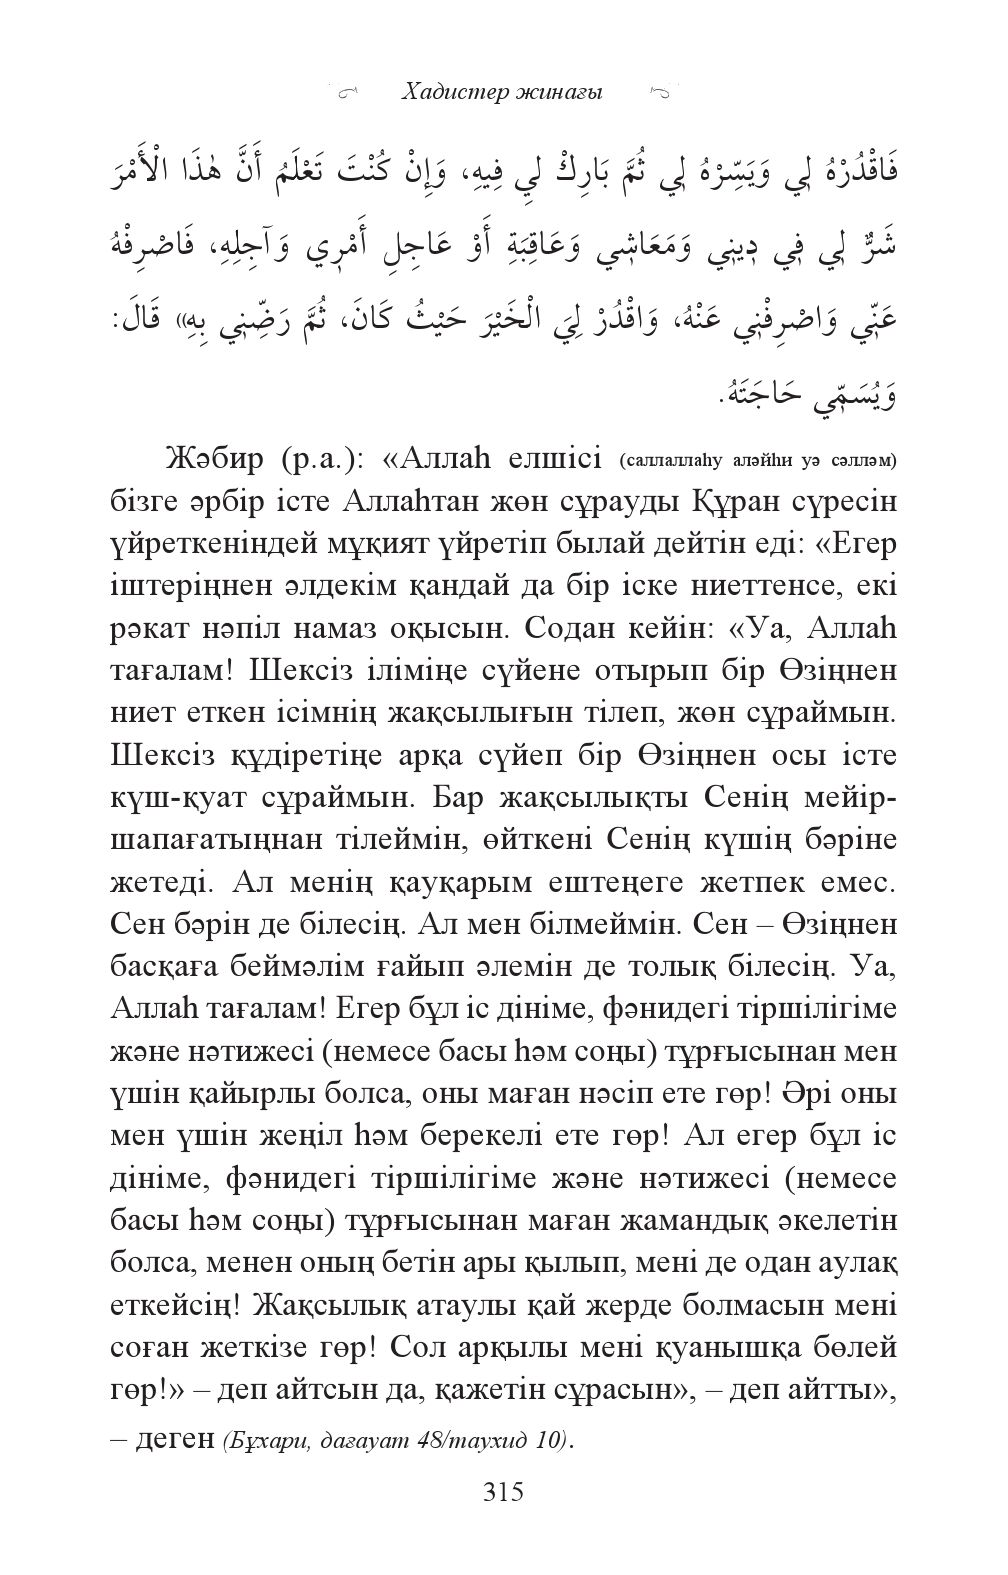 Хадистер жинағы
فَاقْدُرْهُ لِي وَيَسِّرْهُ لِي ثُمَّ بَارِكْ لِي فِيهِ، وَإِنْ كُنْتَ تَعْلَمُ أَنَّ هٰذَا الْأَمْرَ
شَرٌّ لِي فِي دِينِي وَمَعَاشِي وَعَاقِبَةِ أَوْ عَاجِلِ أَمْرِي وَآجِلِهِ، فَاصْرِفْهُ
عَنِّي وَاصْرِفْنِي عَنْهُ، وَاقْدُرْ لِيَ الْخَيْرَ حَيْثُ كَانَ، ثُمَّ رَضِّنِي بِهِ» قَالَ:
وَيُسَمِّي حَاجَتَهُ.
Жәбир (р.а.): «Аллаһ елшісі (саллаллаһу аләйһи уә сәлләм)
бізге әрбір істе Аллаһтан жөн сұрауды Құран сүресін
үйреткеніндей мұқият үйретіп былай дейтін еді: «Егер
іштеріңнен әлдекім қандай да бір іске ниеттенсе, екі
рәкат нәпіл намаз оқысын. Содан кейін: «Уа, Аллаһ
тағалам! Шексіз іліміңе сүйене отырып бір Өзіңнен
ниет еткен ісімнің жақсылығын тілеп, жөн сұраймын.
Шексіз құдіретіңе арқа сүйеп бір Өзіңнен осы істе
күш-қуат сұраймын. Бар жақсылықты Сенің мейір-
шапағатыңнан тілеймін, өйткені Сенің күшің бәріне
жетеді. Ал менің қауқарым ештеңеге жетпек емес.
Сен бәрін де білесің. Ал мен білмеймін. Сен – Өзіңнен
басқаға беймәлім ғайып әлемін де толық білесің. Уа,
Аллаһ тағалам! Егер бұл іс дініме, фәнидегі тіршілігіме
және нәтижесі (немесе басы һәм соңы) тұрғысынан мен
үшін қайырлы болса, оны маған нәсіп ете гөр! Әрі оны
мен үшін жеңіл һәм берекелі ете гөр! Ал егер бұл іс
дініме, фәнидегі тіршілігіме және нәтижесі (немесе
басы һәм соңы) тұрғысынан маған жамандық әкелетін
болса, менен оның бетін ары қылып, мені де одан аулақ
еткейсің! Жақсылық атаулы қай жерде болмасын мені
соған жеткізе гөр! Сол арқылы мені қуанышқа бөлей
гөр!» – деп айтсын да, қажетін сұрасын», – деп айтты»,
– деген (Бұхари, дағауат 48/таухид 10).
315